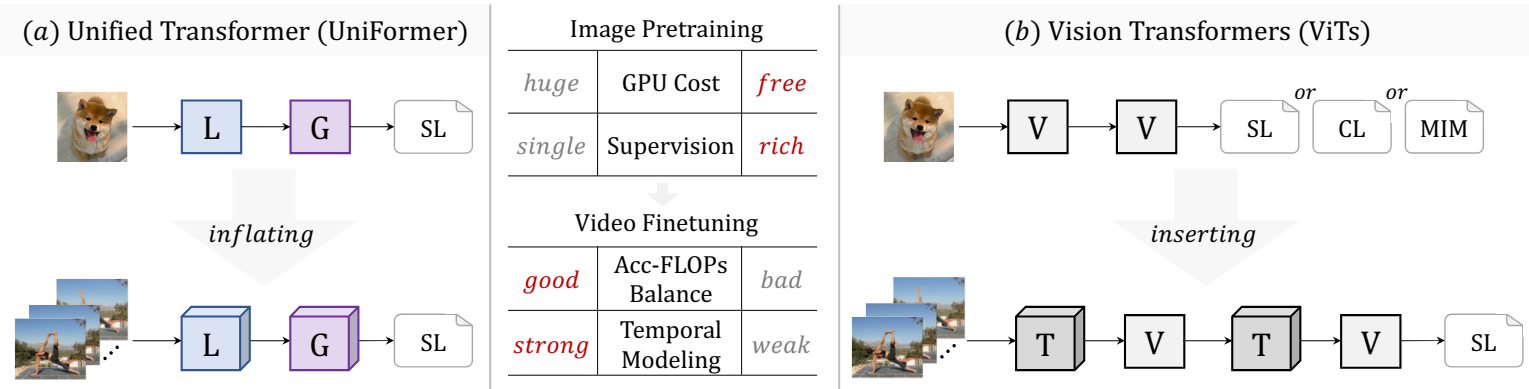 (a) Unified Transformer (UniFormer)
L
G
SL
inflating
L
G
SL
Image Pretraining
huge GPU Cost free
single Supervision rich
Video Finetuning
good Acc-FLOPs Balance bad
strong Temporal Modeling weak
(b) Vision Transformers (ViTs)
V
V
SL
or
CL
or
MIM
inserting
T
V
T
V
SL